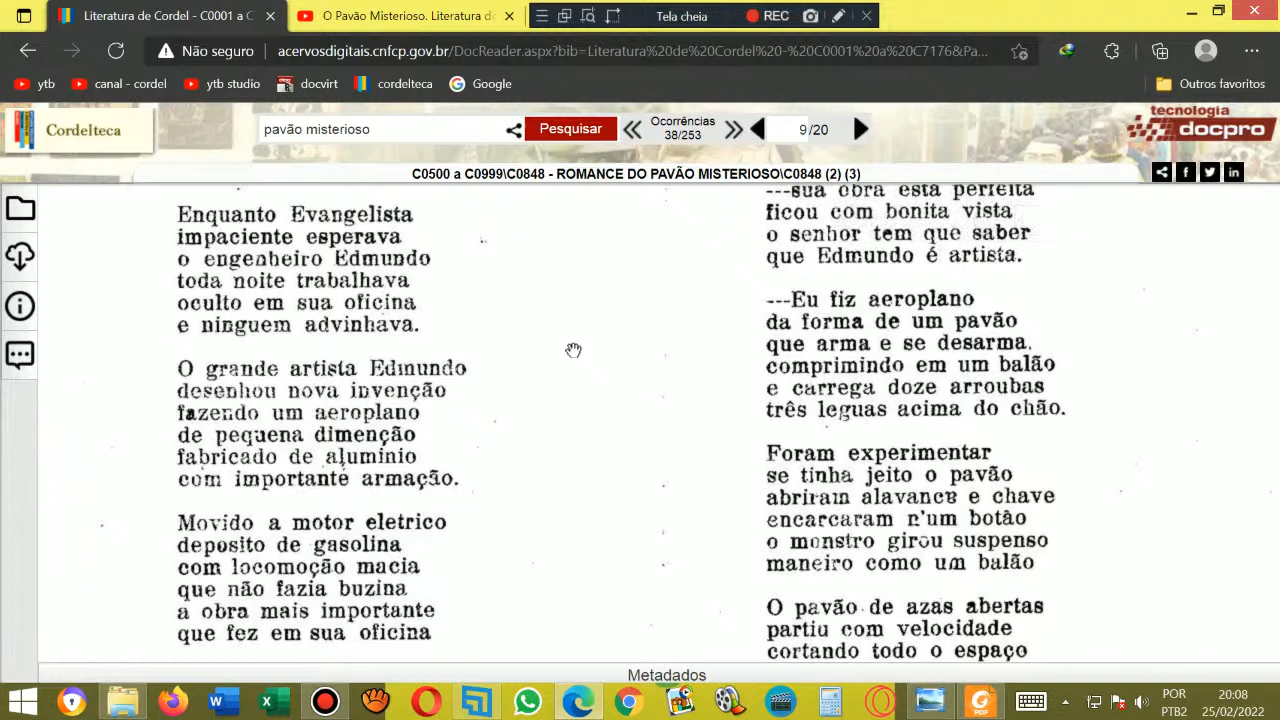 Literatura de Cordel - C0001 a C
O Pavão Misterioso. Literatura de
Tela cheia
REC
Não seguro
acervosdigitais.cnfcp.gov.br/DocReader.aspx?bib=Literatura%20de%20Cordel%20-%20C0001%20a%20C7176&Pa...
ytb
canal - cordel
ytb studio
docvirt
cordelteca
Google
Outros favoritos
Cordelteca
pavão misterioso
Pesquisar
Ocorrências
38/253
9/20
tecnologia
docpro
C0500 a C0999\C0848 - ROMANCE DO PAVÃO MISTERIOSO\C0848 (2) (3)
Enquanto Evangelista
impaciente esperava
o engenheiro Edmundo
toda noite trabalhava
oculto em sua oficina
e ninguem advinhava.
O grande artista Edmundo
desenhou nova invenção
fazendo um aeroplano
de pequena dimenção
fabricado de aluminio
com importante armação.
Movido a motor eletrico
deposito de gasolina
com locomoção macia
que não fazia buzina
a obra mais importante
que fez em sua oficina
---sua obra esta perfeita
ficou com bonita vista
o senhor tem que saber
que Edmundo é artista.
---Eu fiz aeroplano
da forma de um pavão
que arma e se desarma
comprimindo em um balão
e carrega doze arroubas
três leguas acima do chão.
Foram experimentar
se tinha jeito o pavão
abriram alavancs e chave
encarcaram n'um botão
o monstro girou suspenso
maneiro como um balão
O pavão de azas abertas
partiu com velocidade
cortando todo o espaço
Metadados
POR
PTB2
20:08
25/02/2022